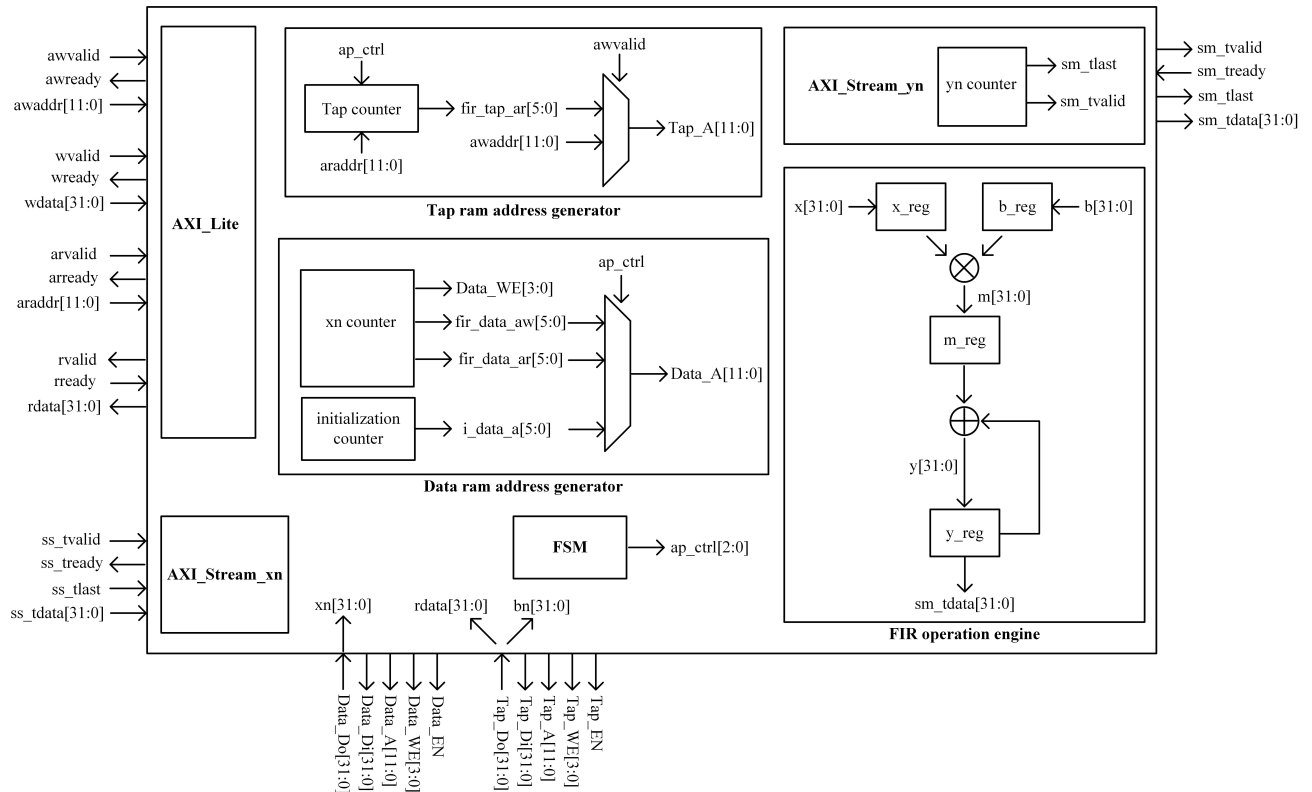 awvalid
awready
awaddr[11:0]
wvalid
wready
wdata[31:0]
arvalid
arready
araddr[11:0]
rvalid
rready
rdata[31:0]
AXI_Lite
ap_ctrl
Tap counter
araddr[11:0]
fir_tap_ar[5:0]
awaddr[11:0]
awvalid
Tap_A[11:0]
Tap ram address generator
xn counter
Data_WE[3:0]
fir_data_aw[5:0]
fir_data_ar[5:0]
initialization
counter
i_data_a[5:0]
ap_ctrl
Data_A[11:0]
Data ram address generator
AXI_Stream_yn
yn counter
sm_tlast
sm_tvalid
sm_tvalid
sm_tready
sm_tlast
sm_tdata[31:0]
x[31:0]
x_reg
b_reg
b[31:0]
m[31:0]
m_reg
y[31:0]
y_reg
sm_tdata[31:0]
FIR operation engine
ss_tvalid
ss_tready
ss_tlast
ss_tdata[31:0]
AXI_Stream_xn
FSM
ap_ctrl[2:0]
xn[31:0]
rdata[31:0]
bn[31:0]
Data_Do[31:0]
Data_Di[31:0]
Data_A[11:0]
Data_WE[3:0]
Data_EN
Tap_Do[31:0]
Tap_Di[31:0]
Tap_A[11:0]
Tap_WE[3:0]
Tap_EN